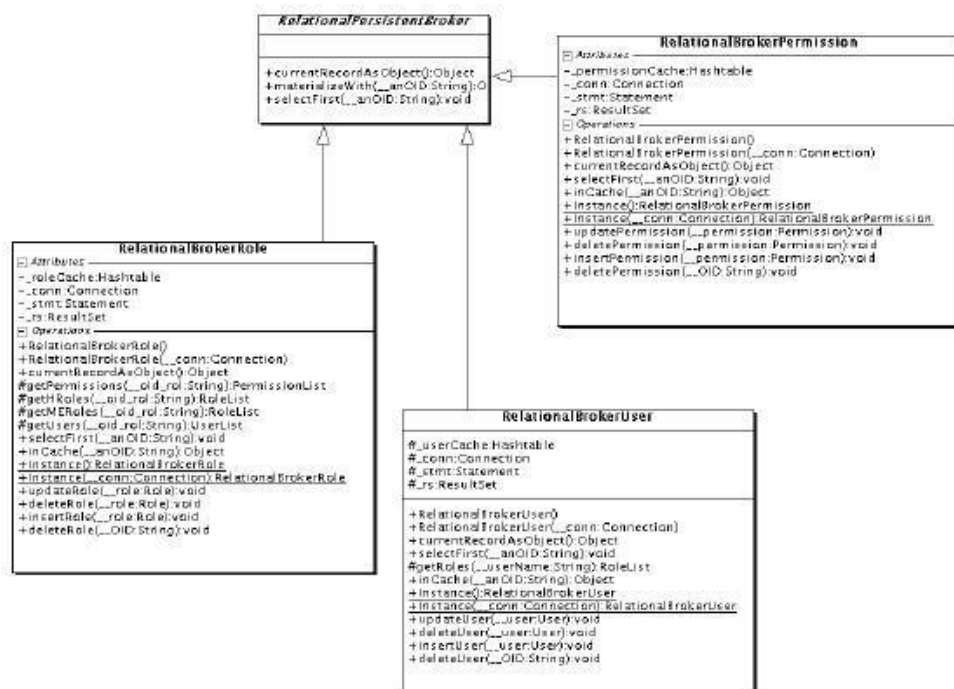 RelationalPersistentBroker
+currentRecordAsObject():Object
+materializeWith(__anOID:String):O
+selectFirst(__anOID:String):void
RelationalBrokerPermission
Attributes
-_permissionCache:Hashtable
-_conn:Connection
-_stmt:Statement
-_rs:ResultSet
Operations
+RelationalBrokerPermission()
+RelationalBrokerPermission(__conn:Connection)
+currentRecordAsObject():Object
+selectFirst(__anOID:String):void
+inCache(__anOID:String):Object
+Instance():RelationalBrokerPermission
+Instance(__conn:Connection):RelationalBrokerPermission
+updatePermission(__permission:Permission):void
+deletePermission(__permission:Permission):void
+insertPermission(__permission:Permission):void
+deletePermission(__OID:String):void
RelationalBrokerRole
Attributes
-_roleCache:Hashtable
-_conn:Connection
-_stmt:Statement
-_rs:ResultSet
Operations
+RelationalBrokerRole()
+RelationalBrokerRole(__conn:Connection)
+currentRecordAsObject():Object
#getPermissions(__oid_rol:String):PermissionList
#getHRoles(__oid_rol:String):RoleList
#getMERoles(__oid_rol:String):RoleList
#getUsers(__oid_rol:String):UserList
+selectFirst(__anOID:String):void
+inCache(__anOID:String):Object
+Instance():RelationalBrokerRole
+Instance(__conn:Connection):RelationalBrokerRole
+updateRole(__role:Role):void
+deleteRole(__role:Role):void
+insertRole(__role:Role):void
+deleteRole(__OID:String):void
RelationalBrokerUser
#_userCache:Hashtable
#_conn:Connection
#_stmt:Statement
#_rs:ResultSet
+RelationalBrokerUser()
+RelationalBrokerUser(__conn:Connection)
+currentRecordAsObject():Object
+selectFirst(__anOID:String):void
#getRoles(__userName:String):RoleList
+inCache(__anOID:String):Object
+Instance():RelationalBrokerUser
+Instance(__conn:Connection):RelationalBrokerUser
+updateUser(__user:User):void
+deleteUser(__user:User):void
+insertUser(__user:User):void
+deleteUser(__OID:String):void